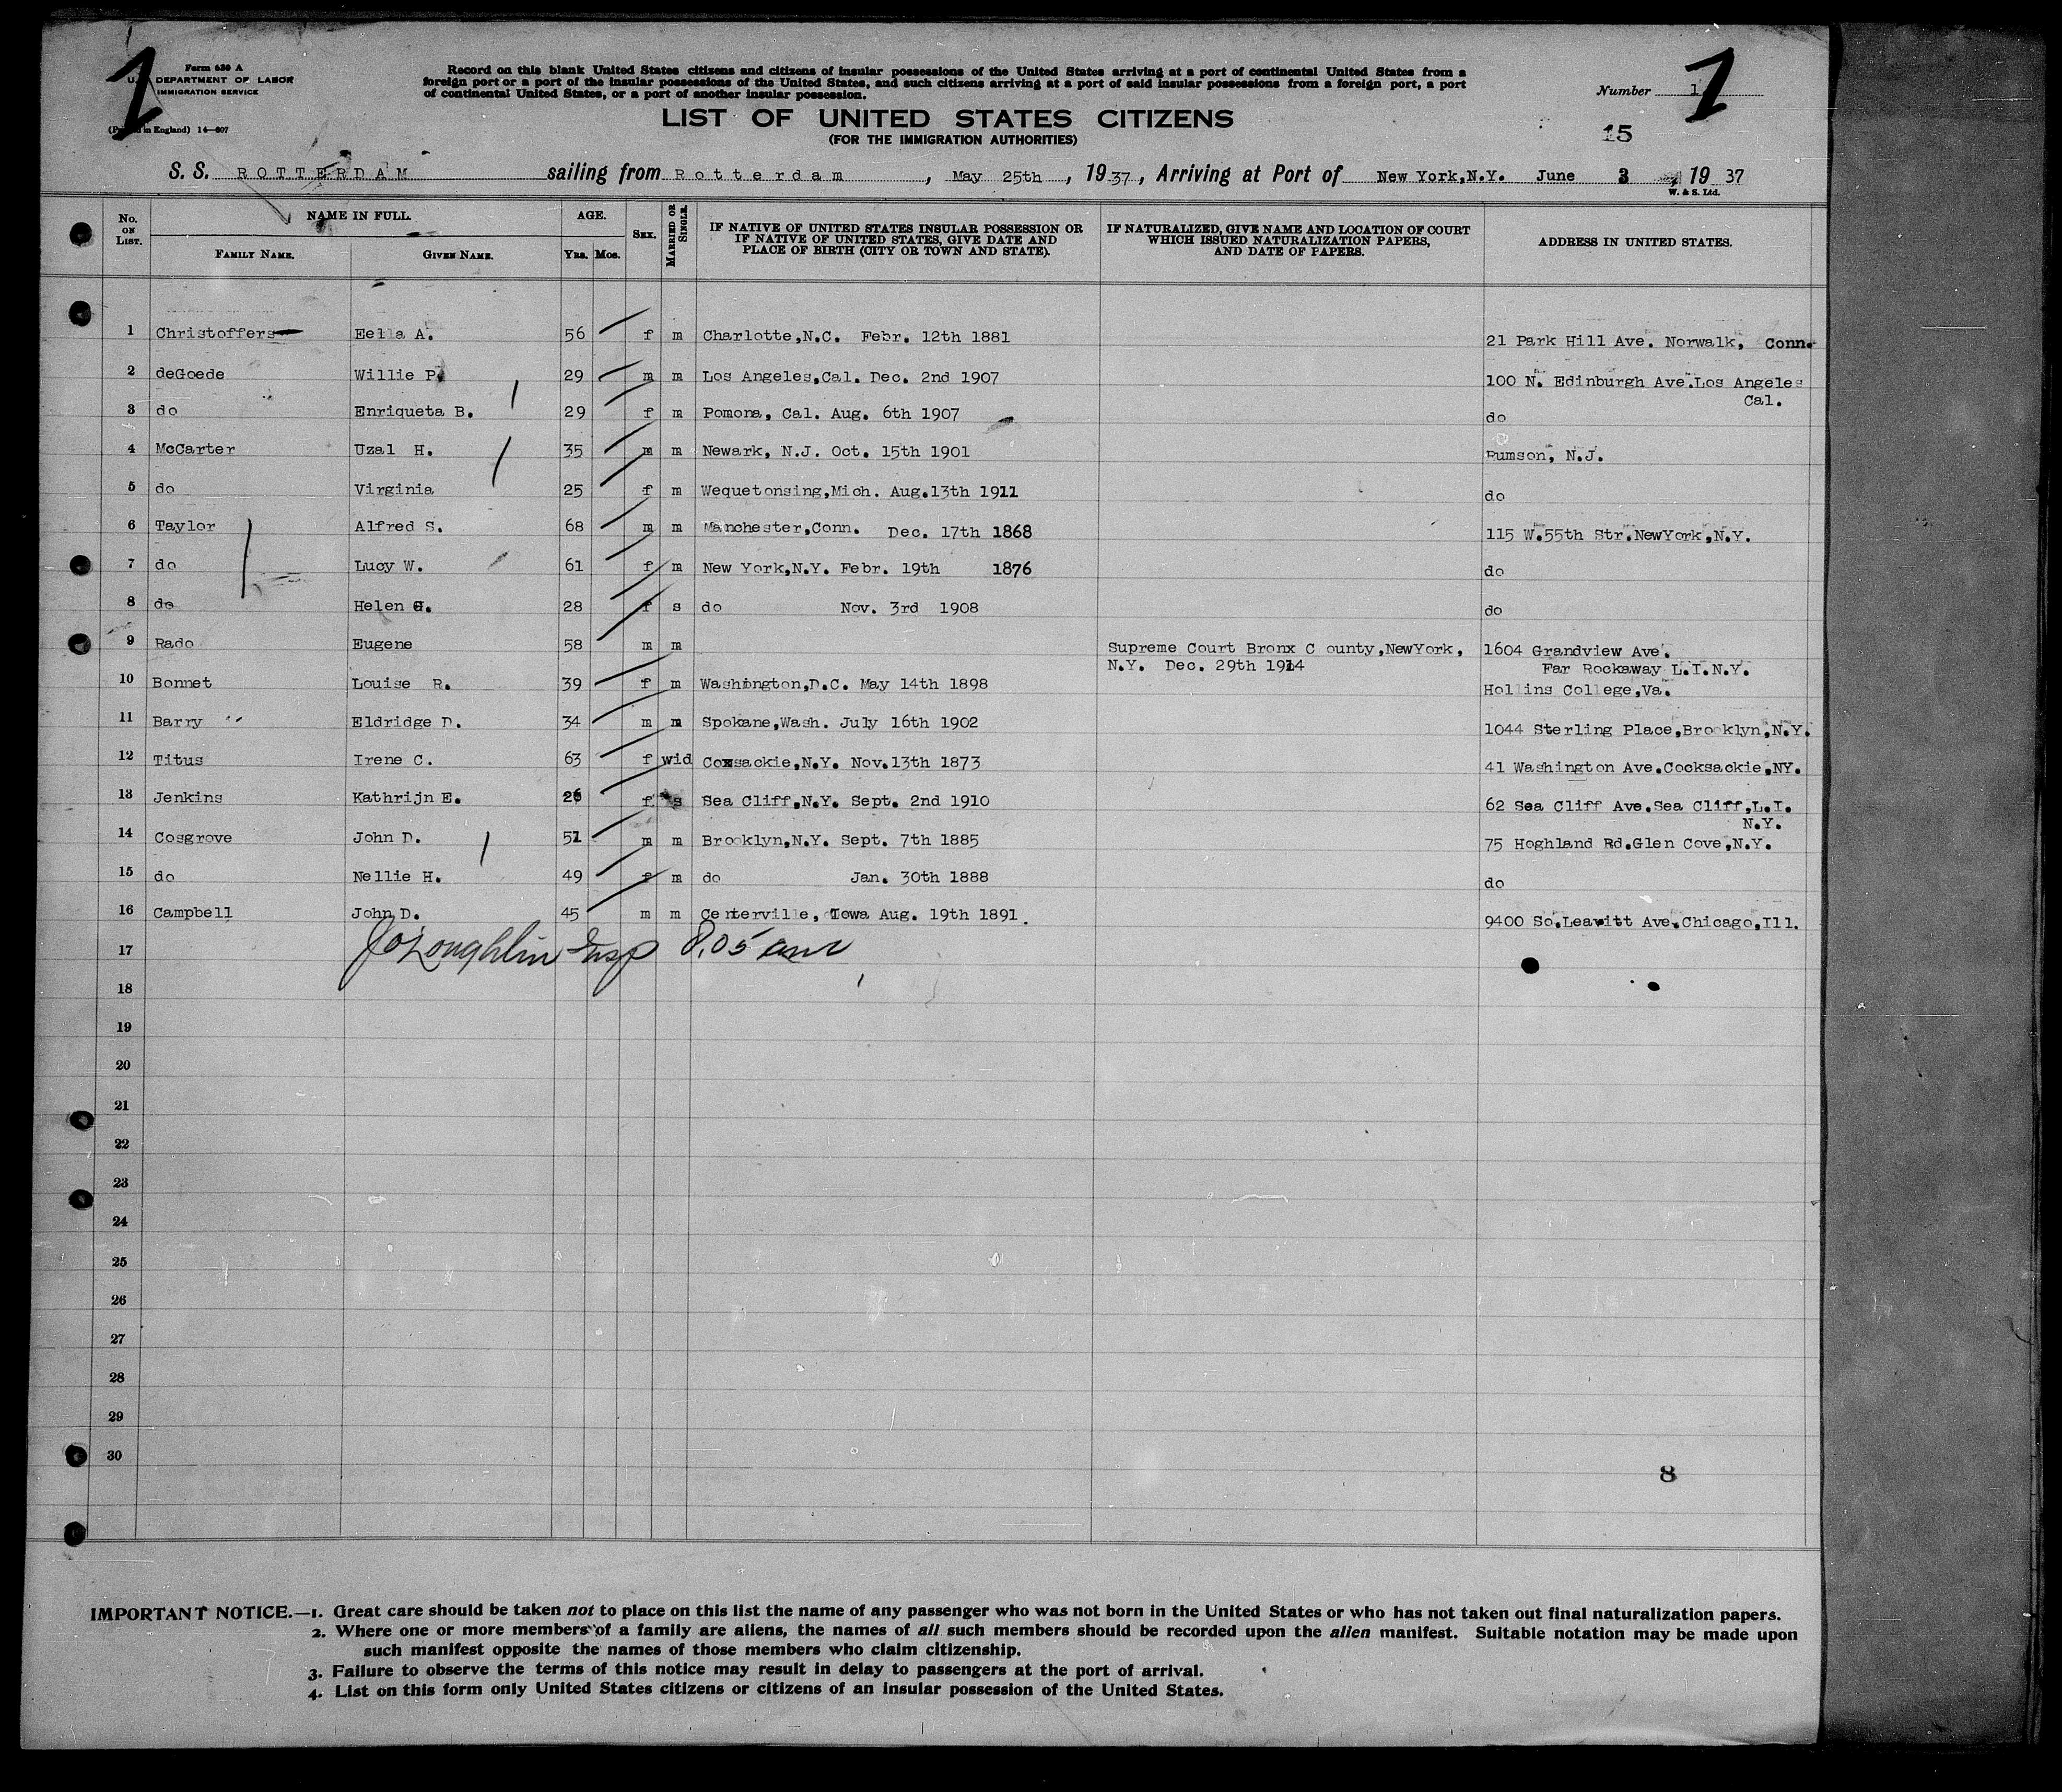 Form 630 A
U.S. DEPARTMENT OF LABOR
IMMIGRATION SERVICE
(Printed in England) 14—607
Record on this blank United States citizens and citizens of insular possessions of the United States arriving at a port of continental United States from a
foreign port or a port of the insular possessions of the United States, and such citizens arriving at a port of said insular possessions from a foreign port, a port
of continental United States, or a port of another insular possession.
Number 1
LIST OF UNITED STATES CITIZENS
(FOR THE IMMIGRATION AUTHORITIES)
15
S. S. ROTTERDAM sailing from Rotterdam, May 25th, 1937, Arriving at Port of New York,N.Y. June 3 1937
W. & S. Ltd.
No. ON LIST. NAME IN FULL. AGE. SEX. MARRIED OR SINGLE. IF NATIVE OF UNITED STATES INSULAR POSSESSION OR IF NATIVE OF UNITED STATES, GIVE DATE AND PLACE OF BIRTH (CITY OR TOWN AND STATE). IF NATURALIZED, GIVE NAME AND LOCATION OF COURT WHICH ISSUED NATURALIZATION PAPERS, AND DATE OF PAPERS. ADDRESS IN UNITED STATES.
FAMILY NAME. GIVEN NAME. YRS. MOS.
1 Christoffers Eella A. 56 f m Charlotte,N.C. Febr. 12th 1881 21 Park Hill Ave. Norwalk, Conn.
2 deGoede Willie P. 29 m m Los Angeles,Cal. Dec. 2nd 1907 100 N. Edinburgh Ave.Los Angeles
Cal.
3 do Enriqueta B. 29 f m Pomona, Cal. Aug. 6th 1907 do
4 McCarter Uzal H. 35 m m Newark, N.J. Oct. 15th 1901 Rumson, N.J.
5 do Virginia 25 f m Wequetonsing,Mich. Aug.13th 1911 do
6 Taylor Alfred S. 68 m m Manchester,Conn. Dec. 17th 1868 115 W.55th Str.NewYork,N.Y.
7 do Lucy W. 61 f m New York,N.Y. Febr. 19th 1876 do
8 do Helen G. 28 f s do Nov. 3rd 1908 do
9 Rado Eugene 58 m m Supreme Court Bronx C ounty,NewYork, 1604 Grandview Ave.
N.Y. Dec. 29th 1914 Far Rockaway L.I.N.Y.
10 Bonnet Louise R. 39 f m Washington,D.C. May 14th 1898 Hollins College,Va.
11 Barry Eldridge D. 34 m m Spokane,Wash. July 16th 1902 1044 Sterling Place,Brooklyn,N.Y.
12 Titus Irene C. 63 f wid Coxsackie,N.Y. Nov.13th 1873 41 Washington Ave.Cocksackie,NY.
13 Jenkins Kathrijn E. 26 f s Sea Cliff,N.Y. Sept. 2nd 1910 62 Sea Cliff Ave.Sea Cliff,L.I.
N.Y.
14 Cosgrove John D. 51 m m Brooklyn,N.Y. Sept. 7th 1885 75 Hoghland Rd.Glen Cove,N.Y.
15 do Nellie H. 49 f m do Jan. 30th 1888 do
16 Campbell John D. 45 m m Centerville, Iowa Aug. 19th 1891. 9400 So.Leavitt Ave.Chicago,Ill.
17 J O'Loughlin Insp 8.05 am
18
19
20
21
22
23
24
25
26
27
28
29
30
8
IMPORTANT NOTICE.—1. Great care should be taken not to place on this list the name of any passenger who was not born in the United States or who has not taken out final naturalization papers.
2. Where one or more members of a family are aliens, the names of all such members should be recorded upon the alien manifest. Suitable notation may be made upon
such manifest opposite the names of those members who claim citizenship.
3. Failure to observe the terms of this notice may result in delay to passengers at the port of arrival.
4. List on this form only United States citizens or citizens of an insular possession of the United States.